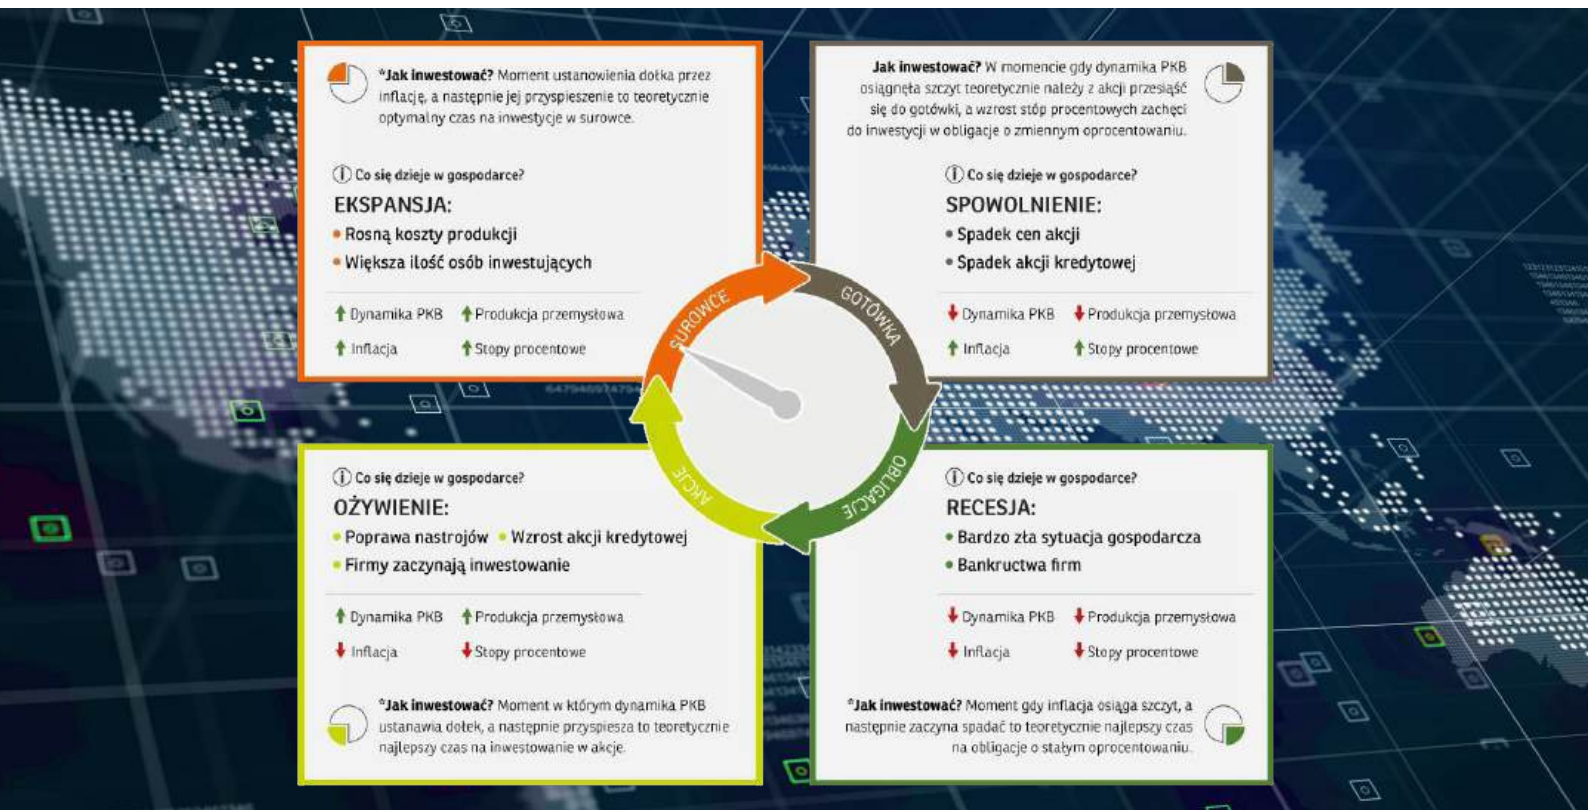 *Jak inwestować? Moment ustanowienia dołka przez
inflację, a następnie jej przyspieszenie to teoretycznie
optymalny czas na inwestycje w surowce.
i Co się dzieje w gospodarce?
EKSPANSJA:
• Rosną koszty produkcji
• Większa ilość osób inwestujących
Dynamika PKB Produkcja przemysłowa
Inflacja Stopy procentowe
Jak inwestować? W momencie gdy dynamika PKB
osiągnęła szczyt teoretycznie należy z akcji przesiąść
się do gotówki, a wzrost stóp procentowych zachęci
do inwestycji w obligacje o zmiennym oprocentowaniu.
i Co się dzieje w gospodarce?
SPOWOLNIENIE:
• Spadek cen akcji
• Spadek akcji kredytowej
Dynamika PKB Produkcja przemysłowa
Inflacja Stopy procentowe
SUROWCE
GOTÓWKA
AKCJE
OBLIGACJE
i Co się dzieje w gospodarce?
OŻYWIENIE:
• Poprawa nastrojów • Wzrost akcji kredytowej
• Firmy zaczynają inwestowanie
Dynamika PKB Produkcja przemysłowa
Inflacja Stopy procentowe
*Jak inwestować? Moment w którym dynamika PKB
ustanawia dołek, a następnie przyspiesza to teoretycznie
najlepszy czas na inwestowanie w akcje.
i Co się dzieje w gospodarce?
RECESJA:
• Bardzo zła sytuacja gospodarcza
• Bankructwa firm
Dynamika PKB Produkcja przemysłowa
Inflacja Stopy procentowe
*Jak inwestować? Moment gdy inflacja osiąga szczyt, a
następnie zaczyna spadać to teoretycznie najlepszy czas
na obligacje o stałym oprocentowaniu.